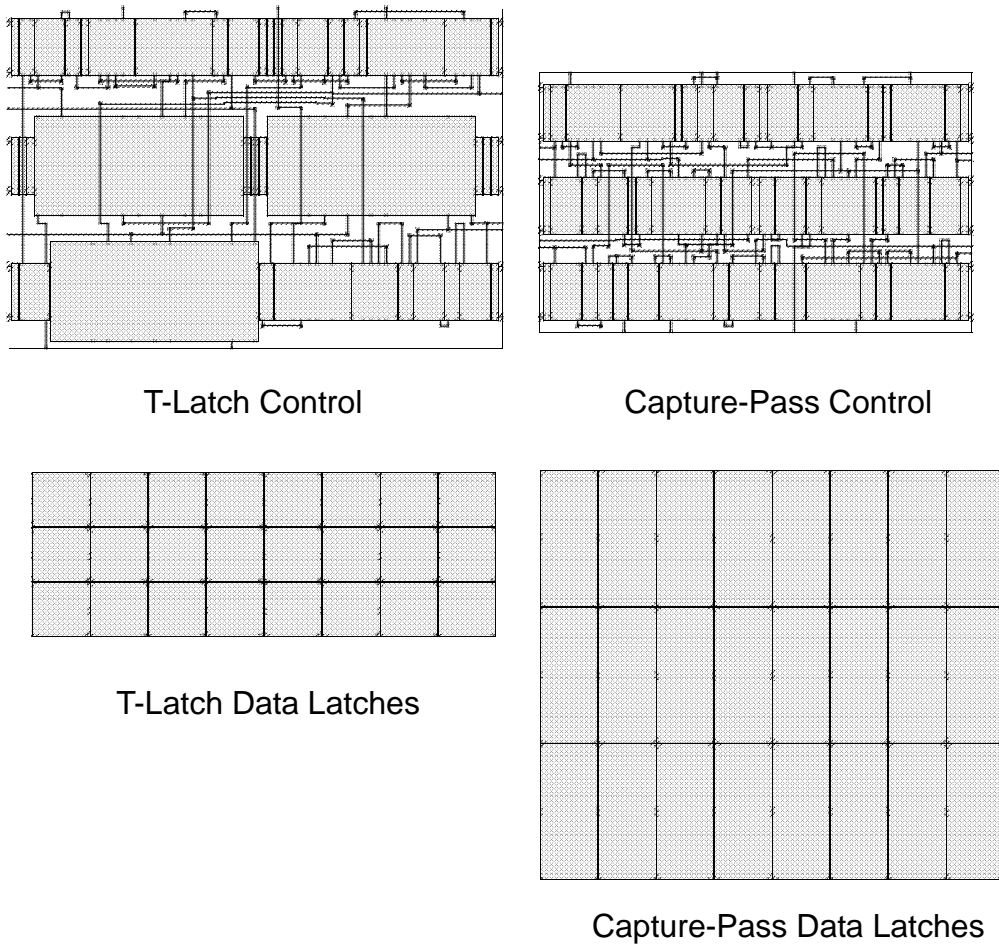 T-Latch Control
Capture-Pass Control
T-Latch Data Latches
Capture-Pass Data Latches